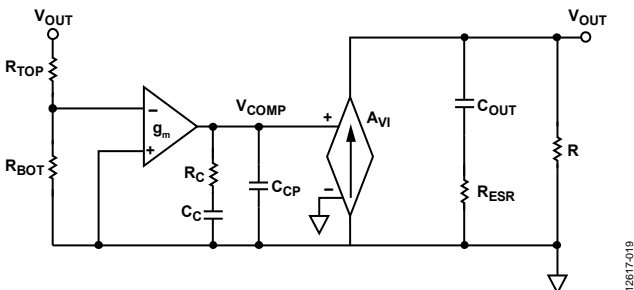 VOUT
VOUT
RTOP
–
gm
+
RBOT
VCOMP
RC
CC
CCP
+
AVI
–
COUT
RESR
R
12617-019